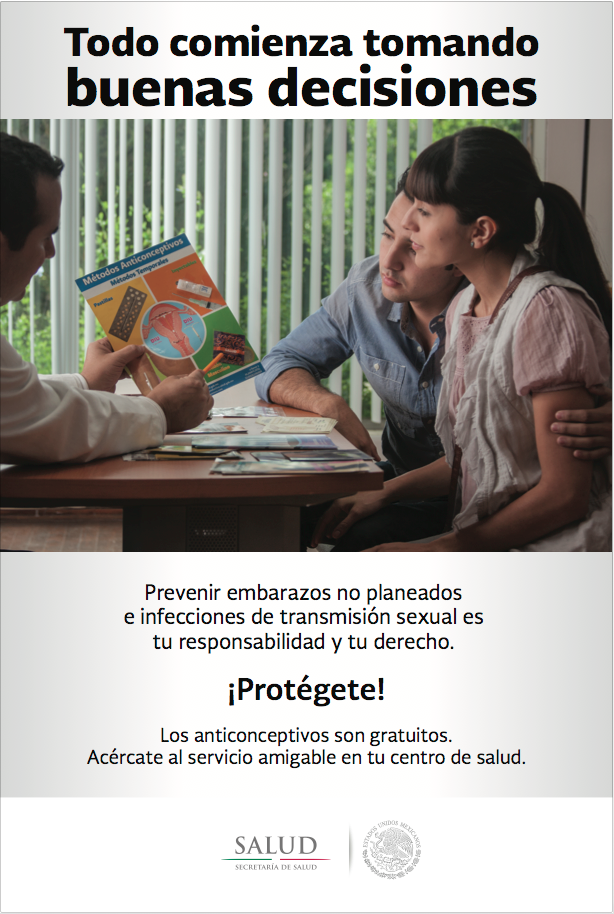 Todo comienza tomando
buenas decisiones
Métodos Anticonceptivos
Métodos Temporales
Pastillas
Prevenir embarazos no planeados
e infecciones de transmisión sexual es
tu responsabilidad y tu derecho.
¡Protégete!
Los anticonceptivos son gratuitos.
Acércate al servicio amigable en tu centro de salud.
SALUD
SECRETARÍA DE SALUD
ESTADOS UNIDOS MEXICANOS